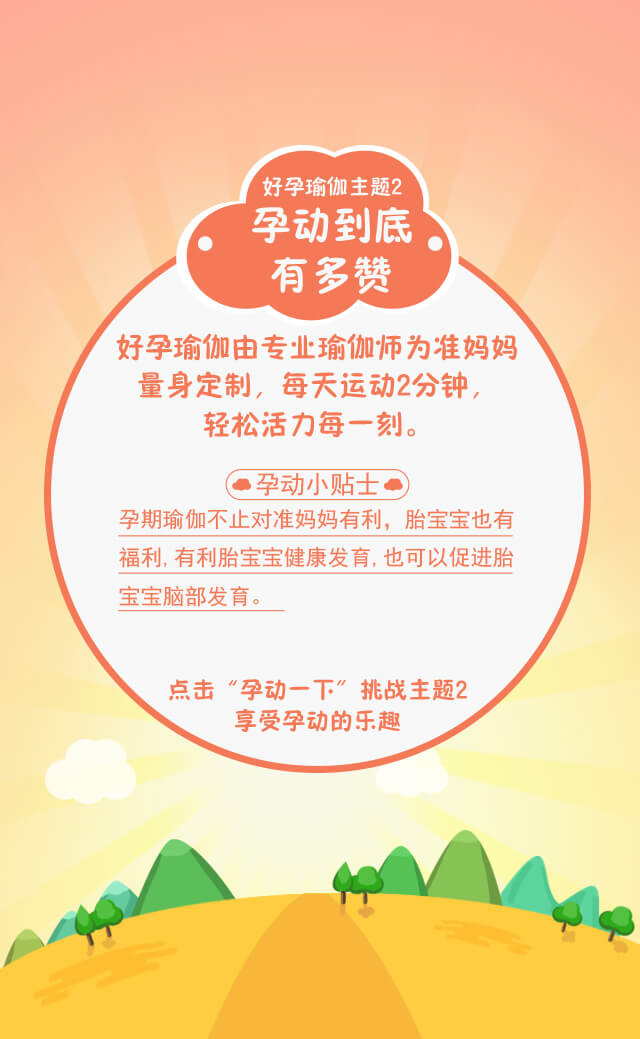 好孕瑜伽主题2
孕动到底
有多赞
好孕瑜伽由专业瑜伽师为准妈妈
量身定制，每天运动2分钟，
轻松活力每一刻。
孕动小贴士
孕期瑜伽不止对准妈妈有利，胎宝宝也有
福利,有利胎宝宝健康发育,也可以促进胎
宝宝脑部发育。
点击“孕动一下”挑战主题2
享受孕动的乐趣